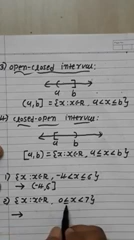 3) open-closed interval:
a b
(a,b] = {x:x∈R, a<x≤b}
4) closed-open interval:
a b
[a,b) = {x:x∈R, a≤x<b}
1) {x:x∈R, -4<x≤6}
→ (-4,6]
2) {x:x∈R, 0≤x<7}
→